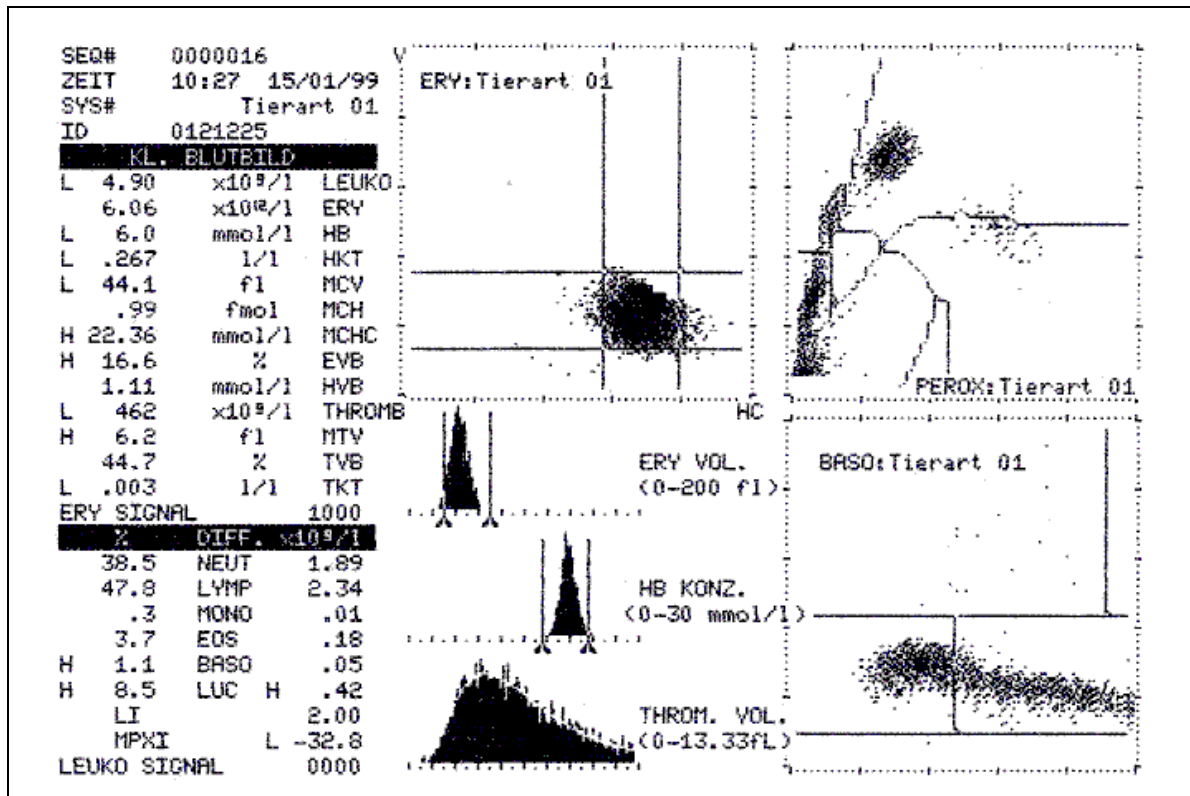 SEQ# 0000016 V
ZEIT 10:27 15/01/99
SYS# Tierart 01
ID 0121225
KL. BLUTBILD
L 4.90 x10⁹/l LEUKO
6.06 x10¹²/l ERY
L 6.0 mmol/l HB
L .267 l/l HKT
L 44.1 fl MCV
.99 fmol MCH
H 22.36 mmol/l MCHC
H 16.6 % EVB
1.11 mmol/l HVB
L 462 x10⁹/l THROMB
H 6.2 fl MTV
44.7 % TVB
L .003 l/l TKT
ERY SIGNAL 1000
% DIFF. x10⁹/l
38.5 NEUT 1.89
47.8 LYMP 2.34
.3 MONO .01
3.7 EOS .18
H 1.1 BASO .05
H 8.5 LUC H .42
LI 2.00
MPXI L -32.8
LEUKO SIGNAL 0000
ERY:Tierart 01
HC
ERY VOL.
(0-200 fl)
HB KONZ.
(0-30 mmol/l)
THROM. VOL.
(0-13.33fL)
PEROX:Tierart 01
BASO:Tierart 01